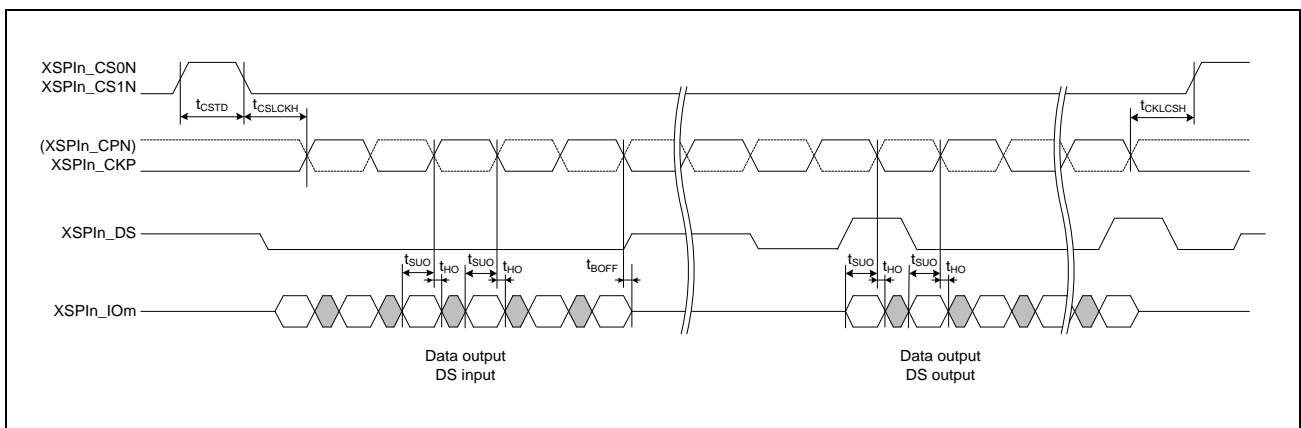 XSPIn_CS0N
XSPIn_CS1N
tCSTD
tCSLCKH
tCKLCSH
(XSPIn_CPN)
XSPIn_CKP
XSPIn_DS
tSUO
tHO
tSUO
tHO
tBOFF
tSUO
tHO
tSUO
tHO
XSPIn_IOm
Data output
DS input
Data output
DS output